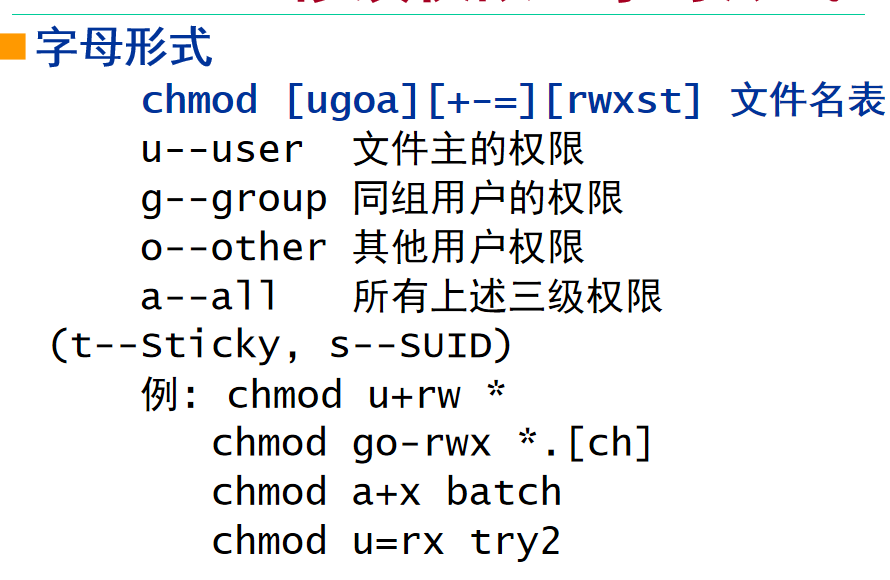 字母形式
chmod [ugoa][+-=][rwxst] 文件名表
u--user 文件主的权限
g--group 同组用户的权限
o--other 其他用户权限
a--all 所有上述三级权限
(t--Sticky, s--SUID)
例: chmod u+rw *
chmod go-rwx *.[ch]
chmod a+x batch
chmod u=rx try2